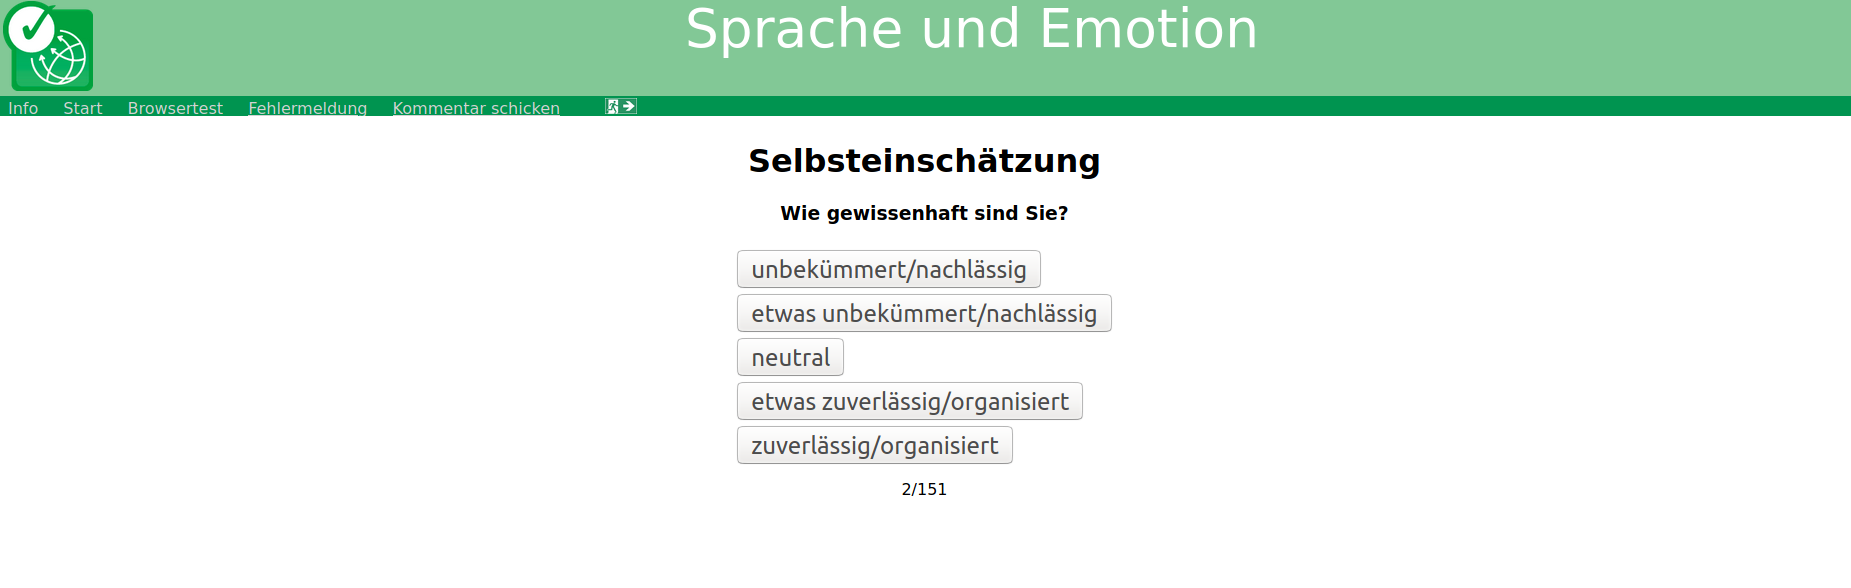 Sprache und Emotion
Info Start Browsertest Fehlermeldung Kommentar schicken
Selbsteinschätzung
Wie gewissenhaft sind Sie?
unbekümmert/nachlässig
etwas unbekümmert/nachlässig
neutral
etwas zuverlässig/organisiert
zuverlässig/organisiert
2/151